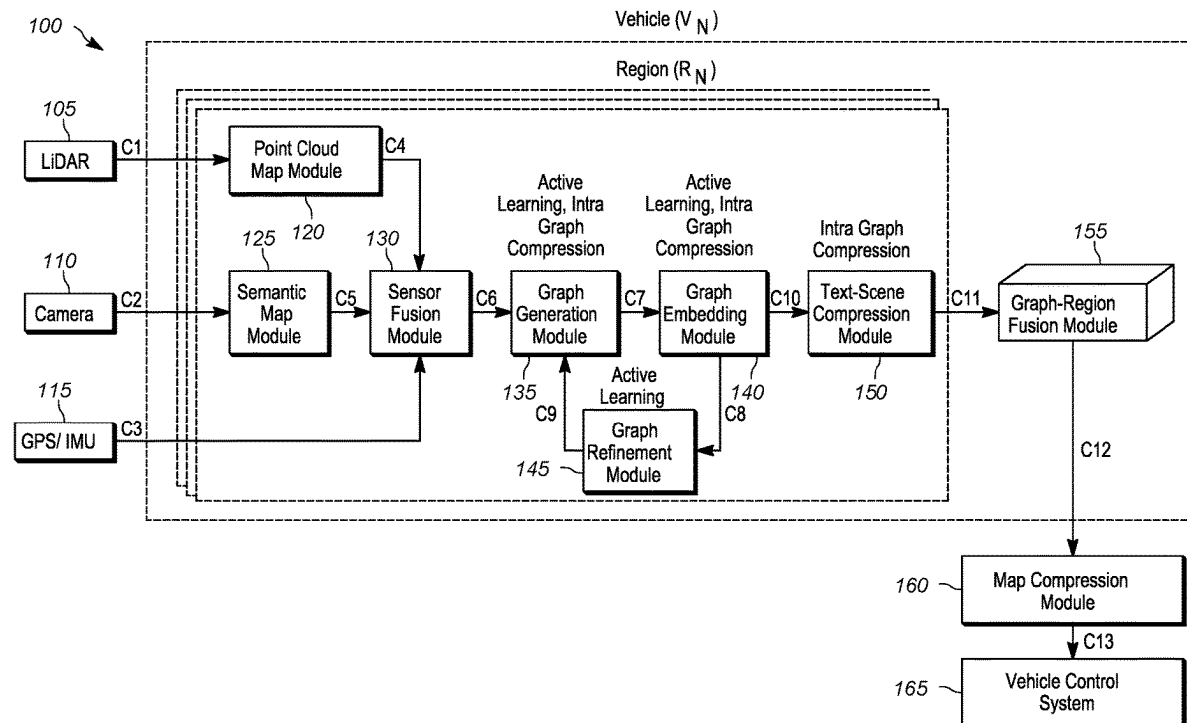 100
Vehicle (V N)
Region (R N)
105
LiDAR
C1
Point Cloud
Map Module
120
C4
110
Camera
C2
125
Semantic
Map
Module
C5
130
Sensor
Fusion
Module
C6
Active
Learning, Intra
Graph
Compression
Graph
Generation
Module
135
C7
Active
Learning, Intra
Graph
Compression
Graph
Embedding
Module
140
C10
Intra Graph
Compression
Text-Scene
Compression
Module
150
C11
155
Graph-Region
Fusion Module
115
GPS/ IMU
C3
C9
Active
Learning
C8
Graph
Refinement
Module
145
C12
160
Map Compression
Module
C13
165
Vehicle Control
System